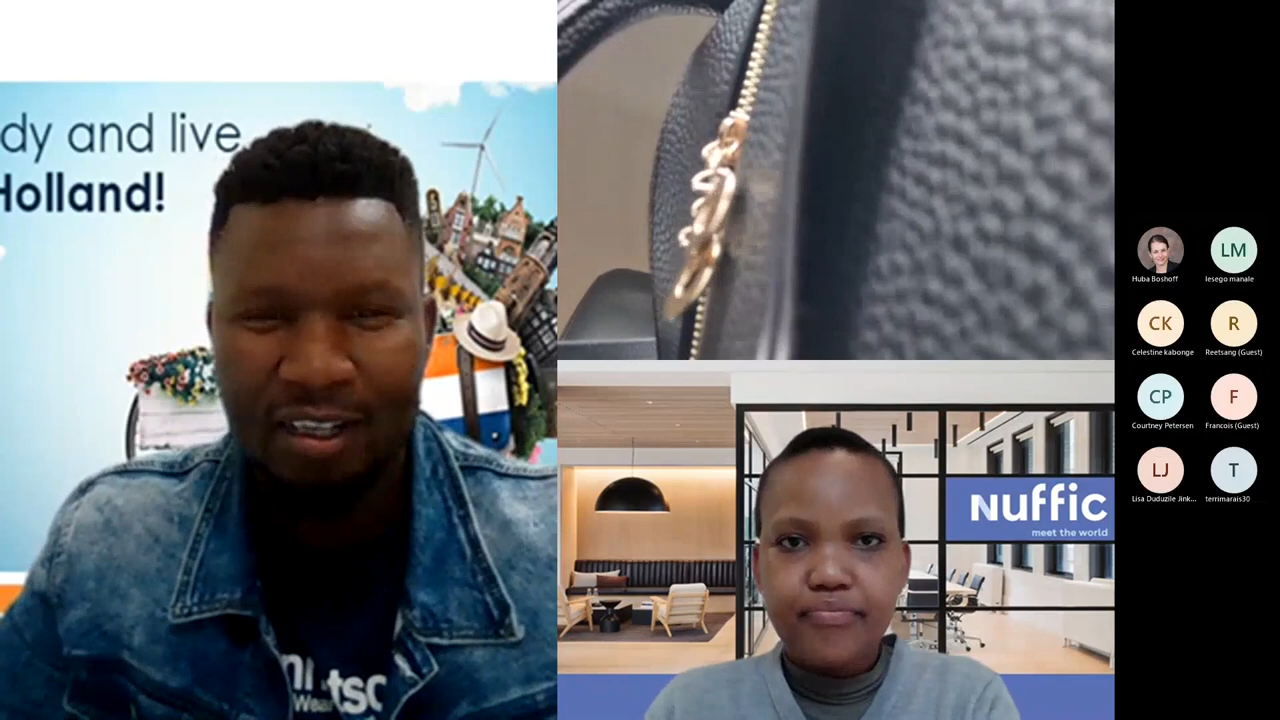 dy and live
Holland!
Nuffic
meet the world
Huba Boshoff
LM
lesego manale
CK
Celestine kabonge
R
Reetsang (Guest)
CP
Courtney Petersen
F
Francois (Guest)
LJ
Lisa Duduzile Jink...
T
terrimarais30